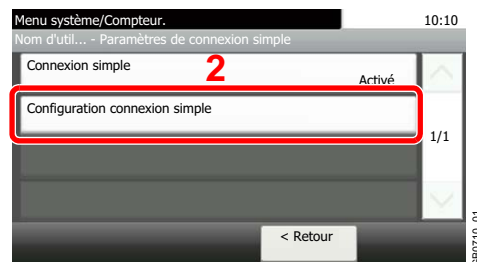 Menu système/Compteur.
10:10
Nom d'util... - Paramètres de connexion simple
Connexion simple
2
Activé
Configuration connexion simple
1/1
< Retour